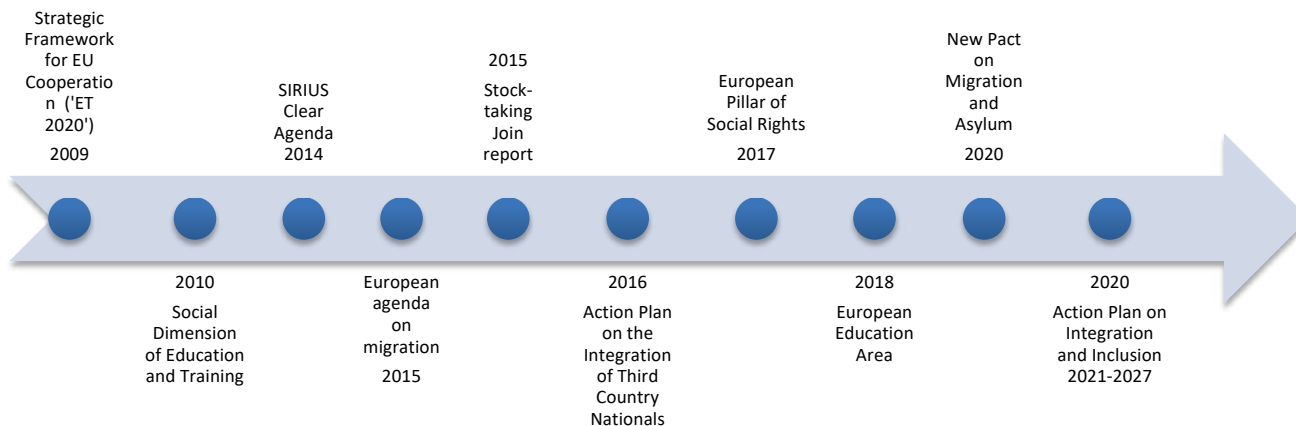 Strategic
Framework
for EU
Cooperatio
n ('ET
2020')
2009
2010
Social
Dimension
of Education
and Training
SIRIUS
Clear
Agenda
2014
European
agenda
on
migration
2015
2015
Stock-
taking
Join
report
2016
Action Plan
on the
Integration
of Third
Country
Nationals
European
Pillar of
Social Rights
2017
2018
European
Education
Area
New Pact
on
Migration
and
Asylum
2020
2020
Action Plan on
Integration
and Inclusion
2021-2027